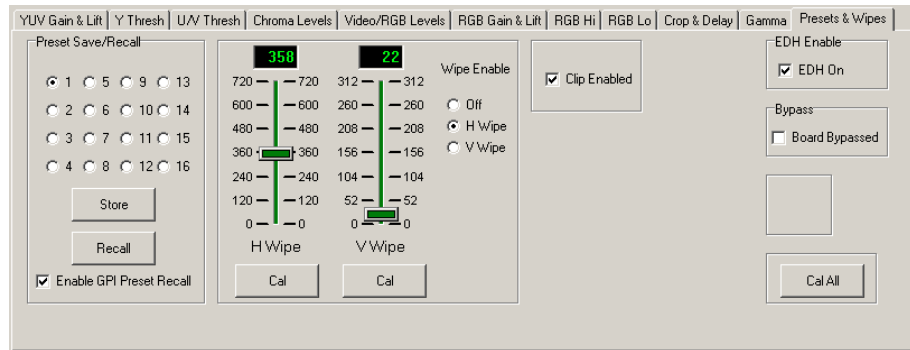 YUV Gain & Lift Y Thresh U/V Thresh Chroma Levels Video/RGB Levels RGB Gain & Lift RGB Hi RGB Lo Crop & Delay Gamma Presets & Wipes
Preset Save/Recall
1 5 9 13
2 6 10 14
3 7 11 15
4 8 12 16
Store
Recall
Enable GPI Preset Recall
358 22
720 720 312 312
600 600 260 260
480 480 208 208
360 360 156 156
240 240 104 104
120 120 52 52
0 0 0 0
H Wipe V Wipe
Cal Cal
Wipe Enable
Off
H Wipe
V Wipe
Clip Enabled
EDH Enable
EDH On
Bypass
Board Bypassed
Cal All